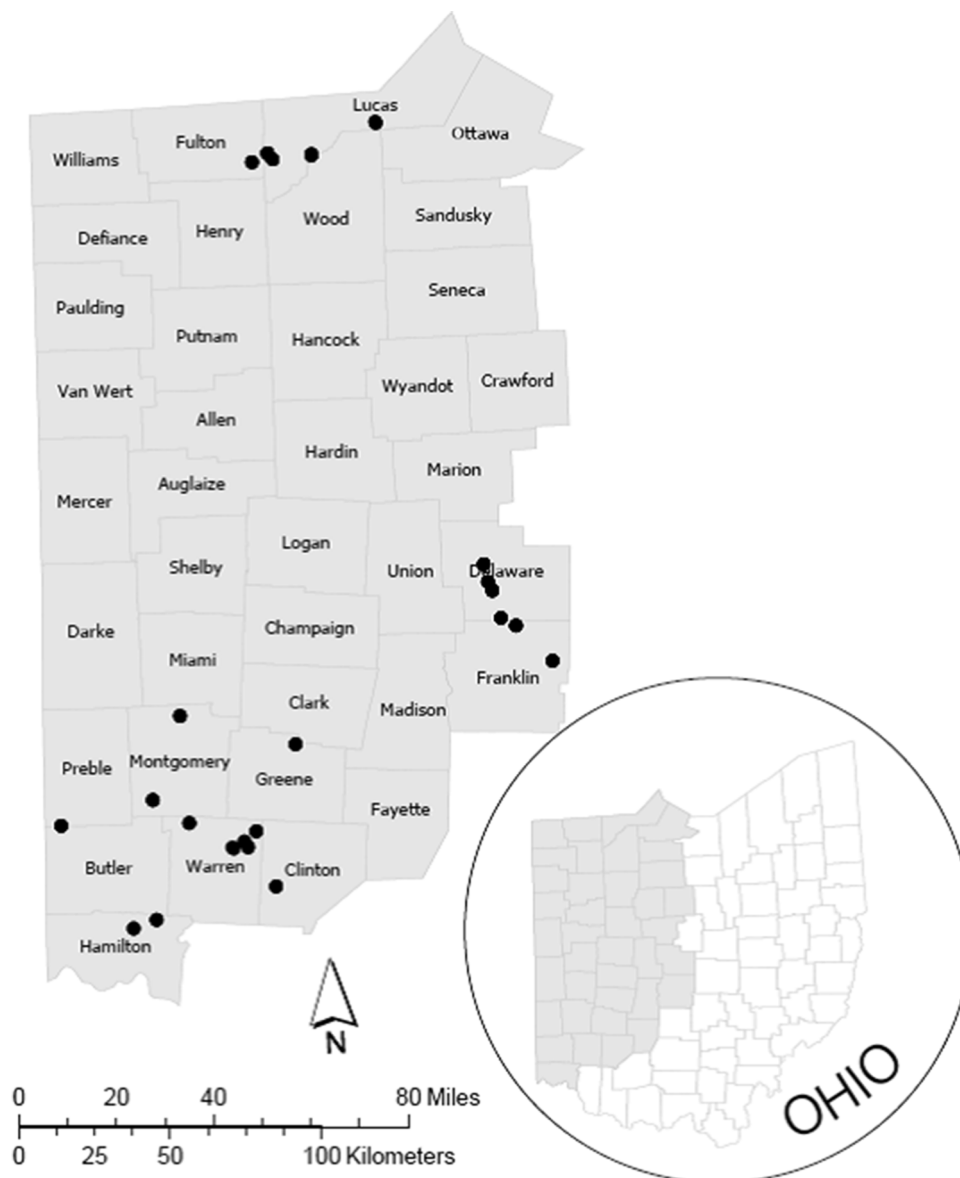 Lucas
Fulton
Ottawa
Williams
Wood
Sandusky
Henry
Defiance
Seneca
Paulding
Putnam
Hancock
Wyandot
Crawford
Van Wert
Allen
Hardin
Marion
Auglaize
Mercer
Logan
Shelby
Union
Delaware
Champaign
Darke
Miami
Franklin
Clark
Madison
Montgomery
Preble
Greene
Fayette
Butler
Warren
Clinton
Hamilton
N
0 20 40 80 Miles
0 25 50 100 Kilometers
OHIO